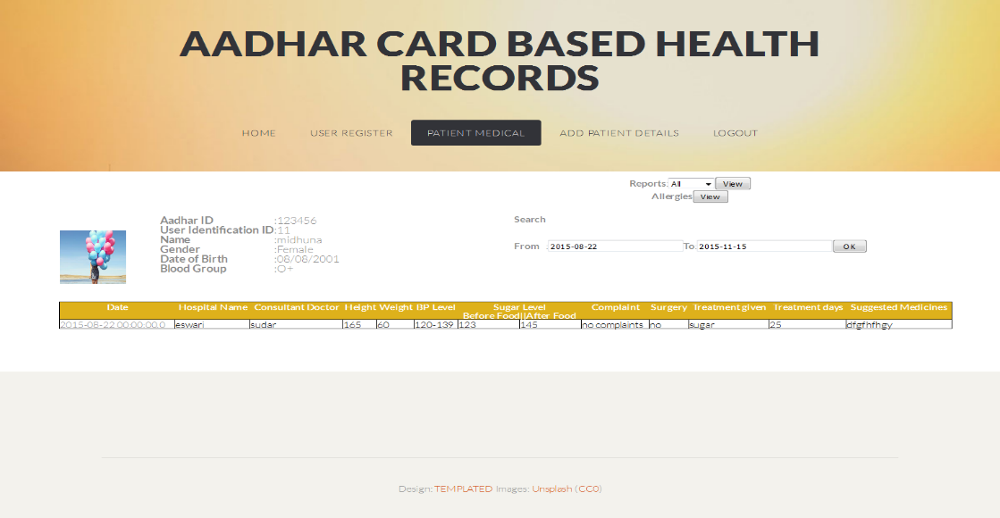 AADHAR CARD BASED HEALTH
RECORDS
HOME USER REGISTER PATIENT MEDICAL ADD PATIENT DETAILS LOGOUT
Reports: All View
Allergies View
Aadhar ID :123456
User Identification ID :11
Name :midhuna
Gender :Female
Date of Birth :08/08/2001
Blood Group :O+
Search
From : 2015-08-22 To 2015-11-15 OK
Date Hospital Name Consultant Doctor Height Weight BP Level Sugar Level Complaint Surgery Treatment given Treatment days Suggested Medicines
Before Food||After Food
2015-08-22 00:00:00.0 eswari sudar 165 60 120-139 123 145 no complaints no sugar 25 dfgfhfhgy
Design: TEMPLATED Images: Unsplash (CC0)